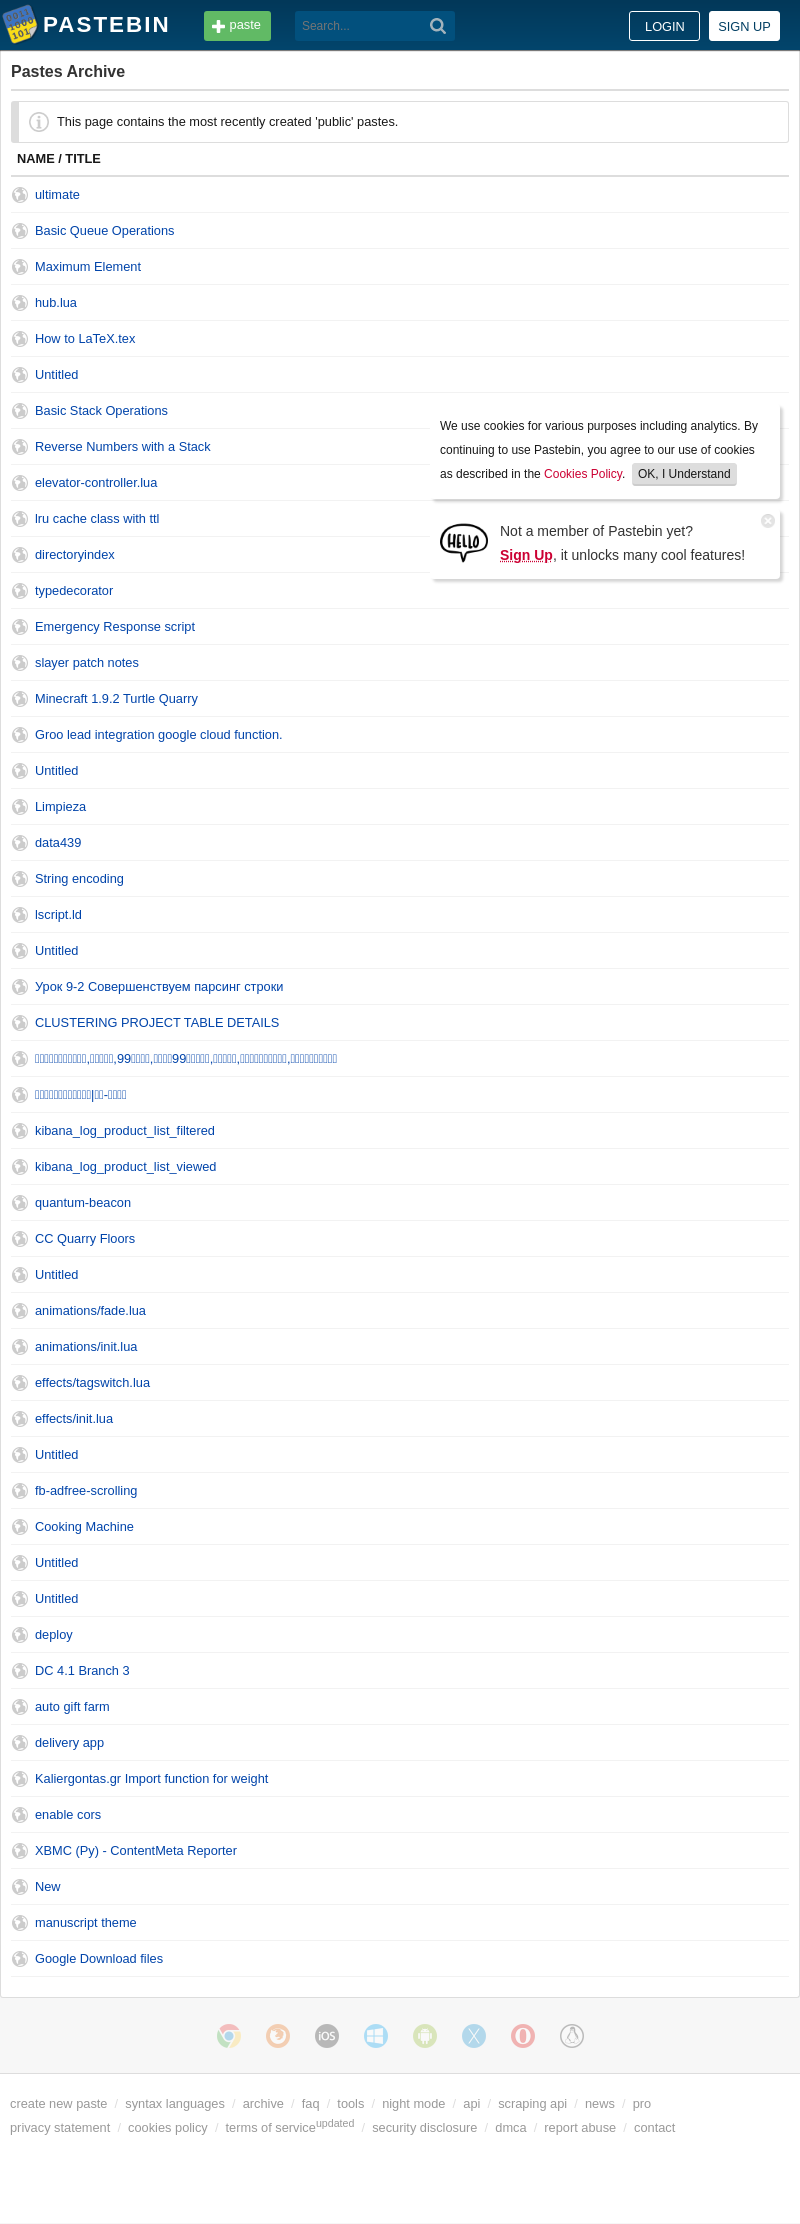 PASTEBIN
paste
Search...
LOGIN
SIGN UP
Pastes Archive
This page contains the most recently created 'public' pastes.
NAME / TITLE
ultimate
Basic Queue Operations
Maximum Element
hub.lua
How to LaTeX.tex
Untitled
Basic Stack Operations
Reverse Numbers with a Stack
elevator-controller.lua
lru cache class with ttl
directoryindex
typedecorator
We use cookies for various purposes including analytics. By
continuing to use Pastebin, you agree to our use of cookies
as described in the Cookies Policy. OK, I Understand
HELLO
Not a member of Pastebin yet?
Sign Up, it unlocks many cool features!
Emergency Response script
slayer patch notes
Minecraft 1.9.2 Turtle Quarry
Groo lead integration google cloud function.
Untitled
Limpieza
data439
String encoding
lscript.ld
Untitled
Урок 9-2 Совершенствуем парсинг строки
CLUSTERING PROJECT TABLE DETAILS
kibana_log_product_list_filtered
kibana_log_product_list_viewed
quantum-beacon
CC Quarry Floors
Untitled
animations/fade.lua
animations/init.lua
effects/tagswitch.lua
effects/init.lua
Untitled
fb-adfree-scrolling
Cooking Machine
Untitled
Untitled
deploy
DC 4.1 Branch 3
auto gift farm
delivery app
Kaliergontas.gr Import function for weight
enable cors
XBMC (Py) - ContentMeta Reporter
New
manuscript theme
Google Download files
iOS
create new paste / syntax languages / archive / faq / tools / night mode / api / scraping api / news / pro
privacy statement / cookies policy / terms of service updated / security disclosure / dmca / report abuse / contact